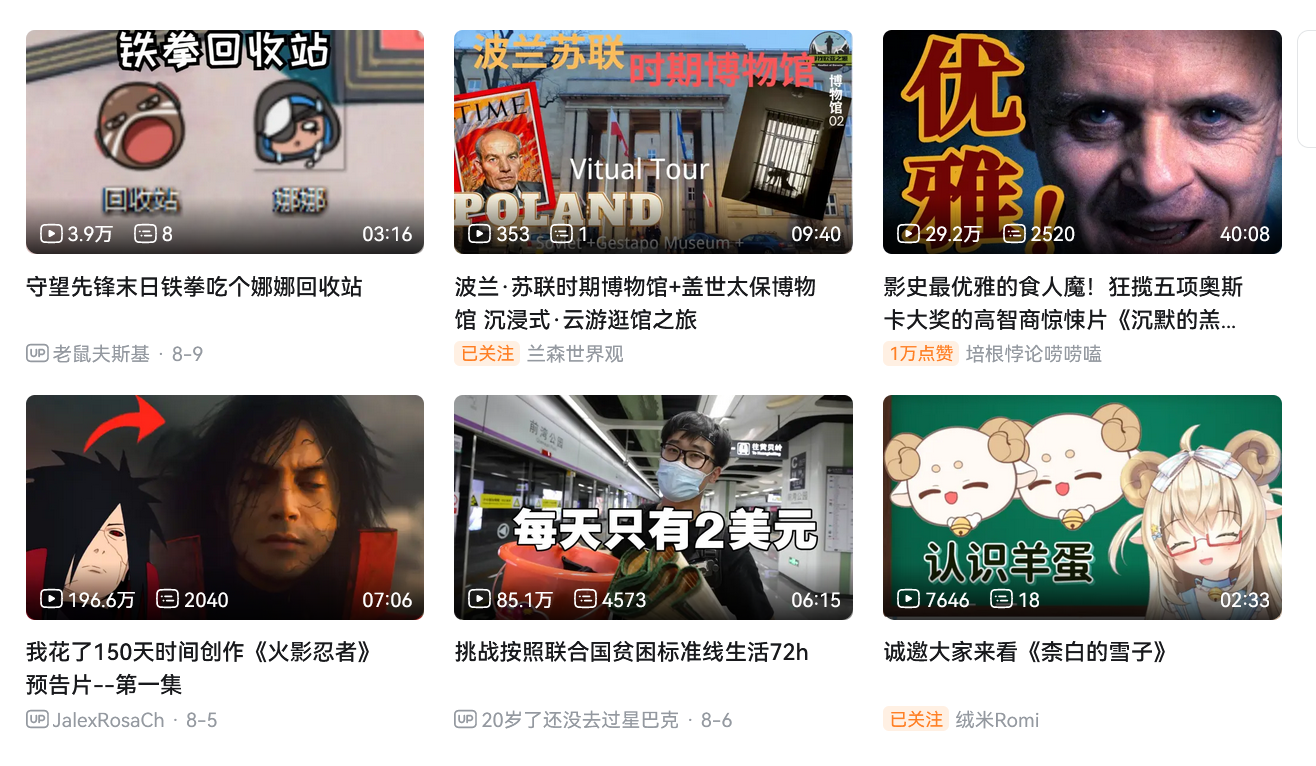 铁拳回收站
回收站
娜娜
3.9万
8
03:16
守望先锋末日铁拳吃个娜娜回收站
UP 老鼠夫斯基 · 8-9
波兰苏联
时期博物馆
博物馆02
TIME
Vitual Tour
POLAND
Soviet +Gestapo Museum +
353
1
09:40
波兰·苏联时期博物馆+盖世太保博物
馆 沉浸式·云游逛馆之旅
已关注 兰森世界观
优
雅!
29.2万
2520
40:08
影史最优雅的食人魔！狂揽五项奥斯
卡大奖的高智商惊悚片《沉默的羔...
1万点赞 培根悖论唠唠嗑
196.6万
2040
07:06
我花了150天时间创作《火影忍者》
预告片--第一集
UP JalexRosaCh · 8-5
前湾公园
往黄贝岭
每天只有2美元
85.1万
4573
06:15
挑战按照联合国贫困标准线生活72h
UP 20岁了还没去过星巴克 · 8-6
认识羊蛋
7646
18
02:33
诚邀大家来看《柰白的雪子》
已关注 绒米Romi